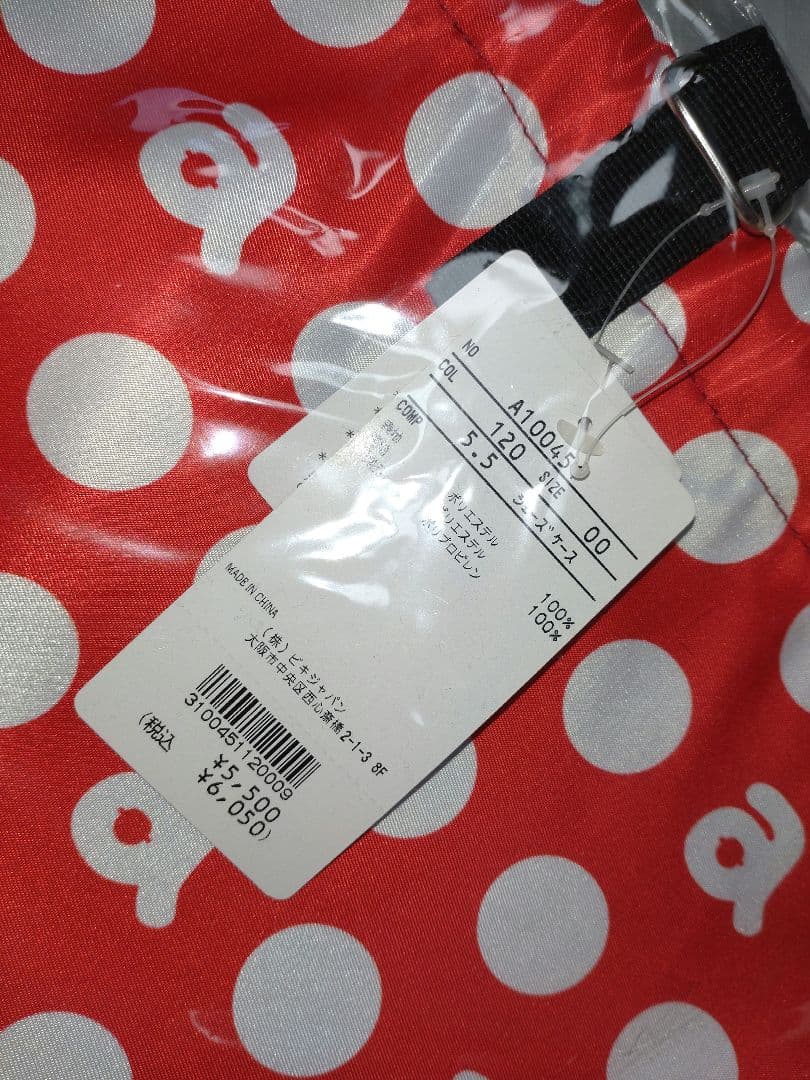 NO A10045
COL 120 SIZE 00
COMP 5.5 シューズケース
ポリエステル 100%
ポリエステル 100%
ポリプロピレン
MADE IN CHINA
(株)ピキジャパン
大阪市中央区西心斎橋2-1-3 8F
3100451120009
¥5,500
(税込 ¥6,050)